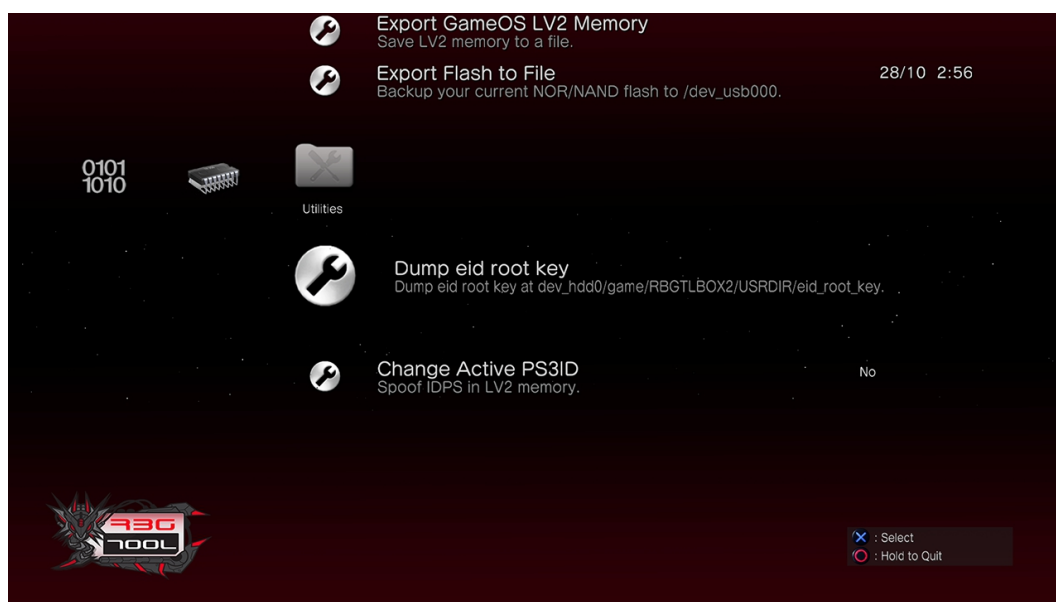 Export GameOS LV2 Memory
Save LV2 memory to a file.
Export Flash to File
Backup your current NOR/NAND flash to /dev_usb000.
28/10 2:56
0101
1010
Utilities
Dump eid root key
Dump eid root key at dev_hdd0/game/RBGTLBOX2/USRDIR/eid_root_key.
Change Active PS3ID
Spoof IDPS in LV2 memory.
No
RBG
TOOL
: Select
: Hold to Quit